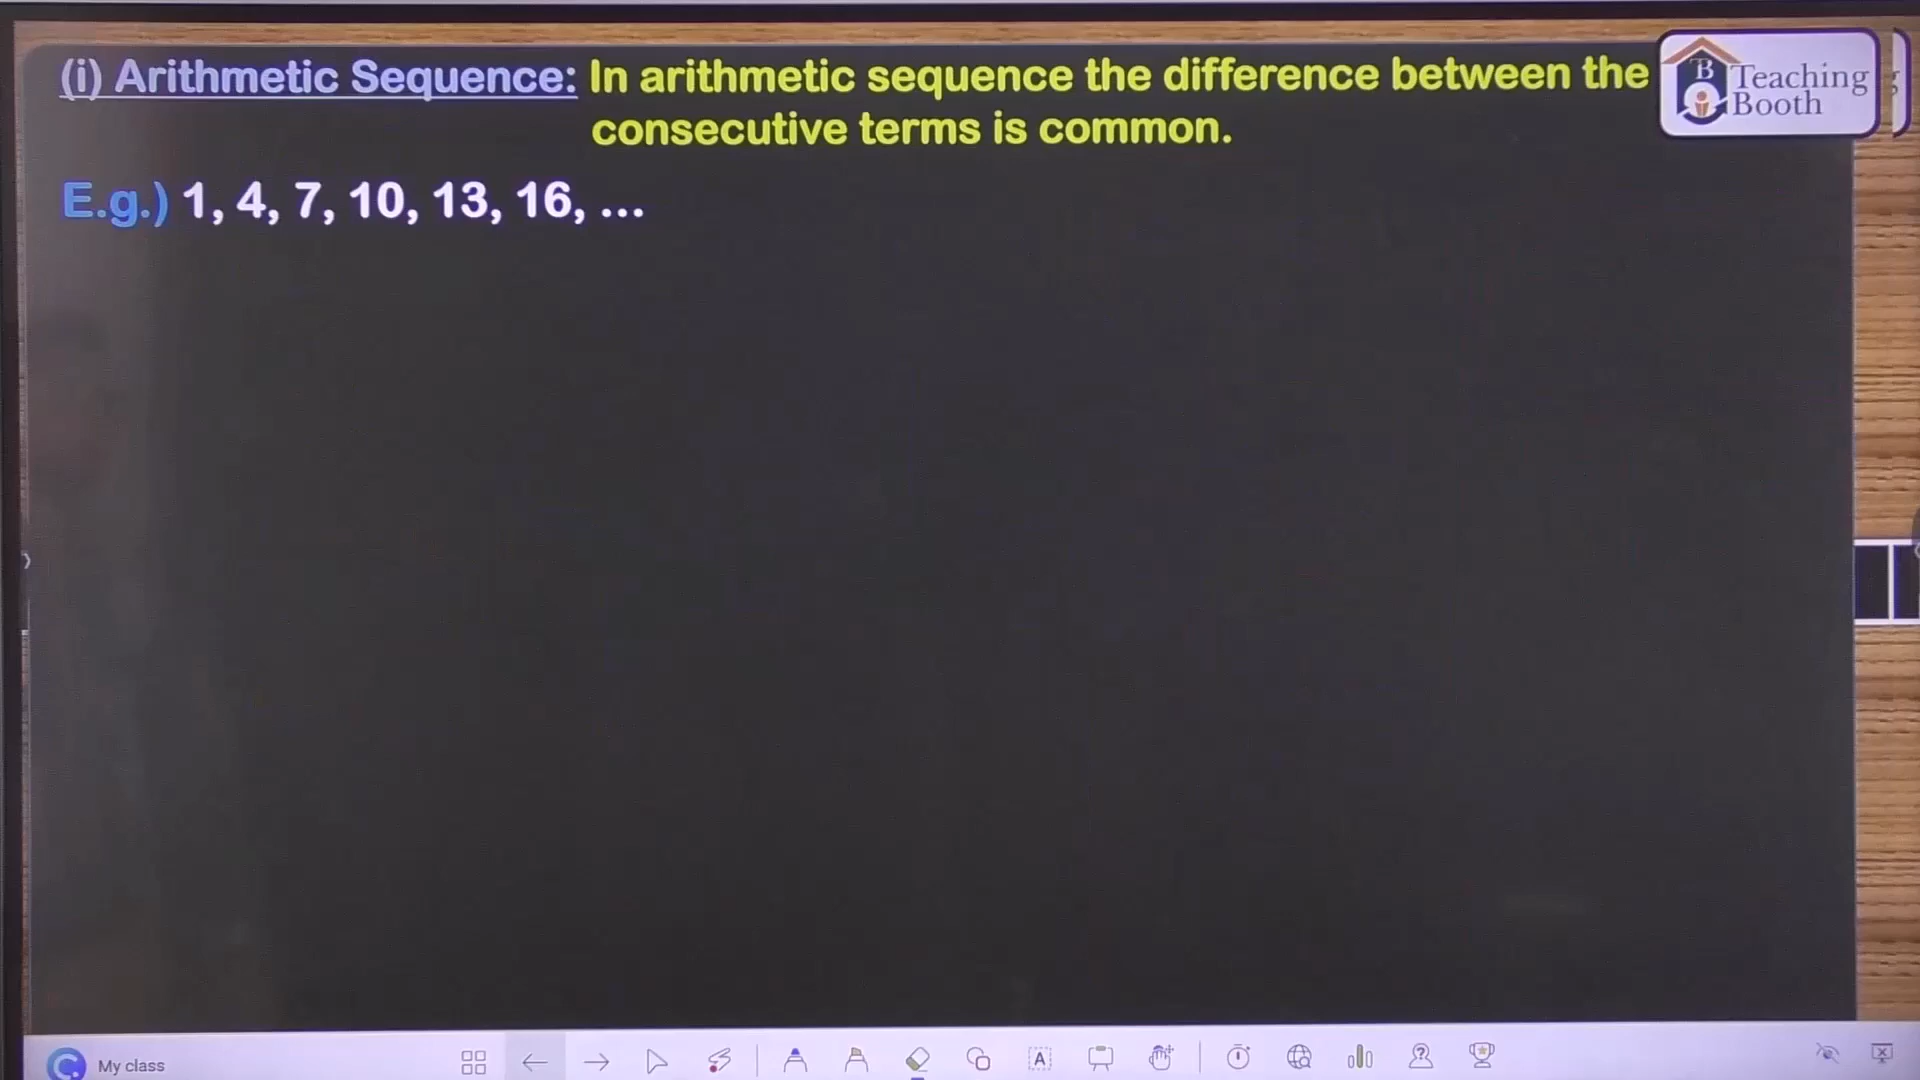 (i) Arithmetic Sequence: In arithmetic sequence the difference between the
consecutive terms is common.
E.g.) 1, 4, 7, 10, 13, 16, ...
B
Teaching
Booth
My class
A